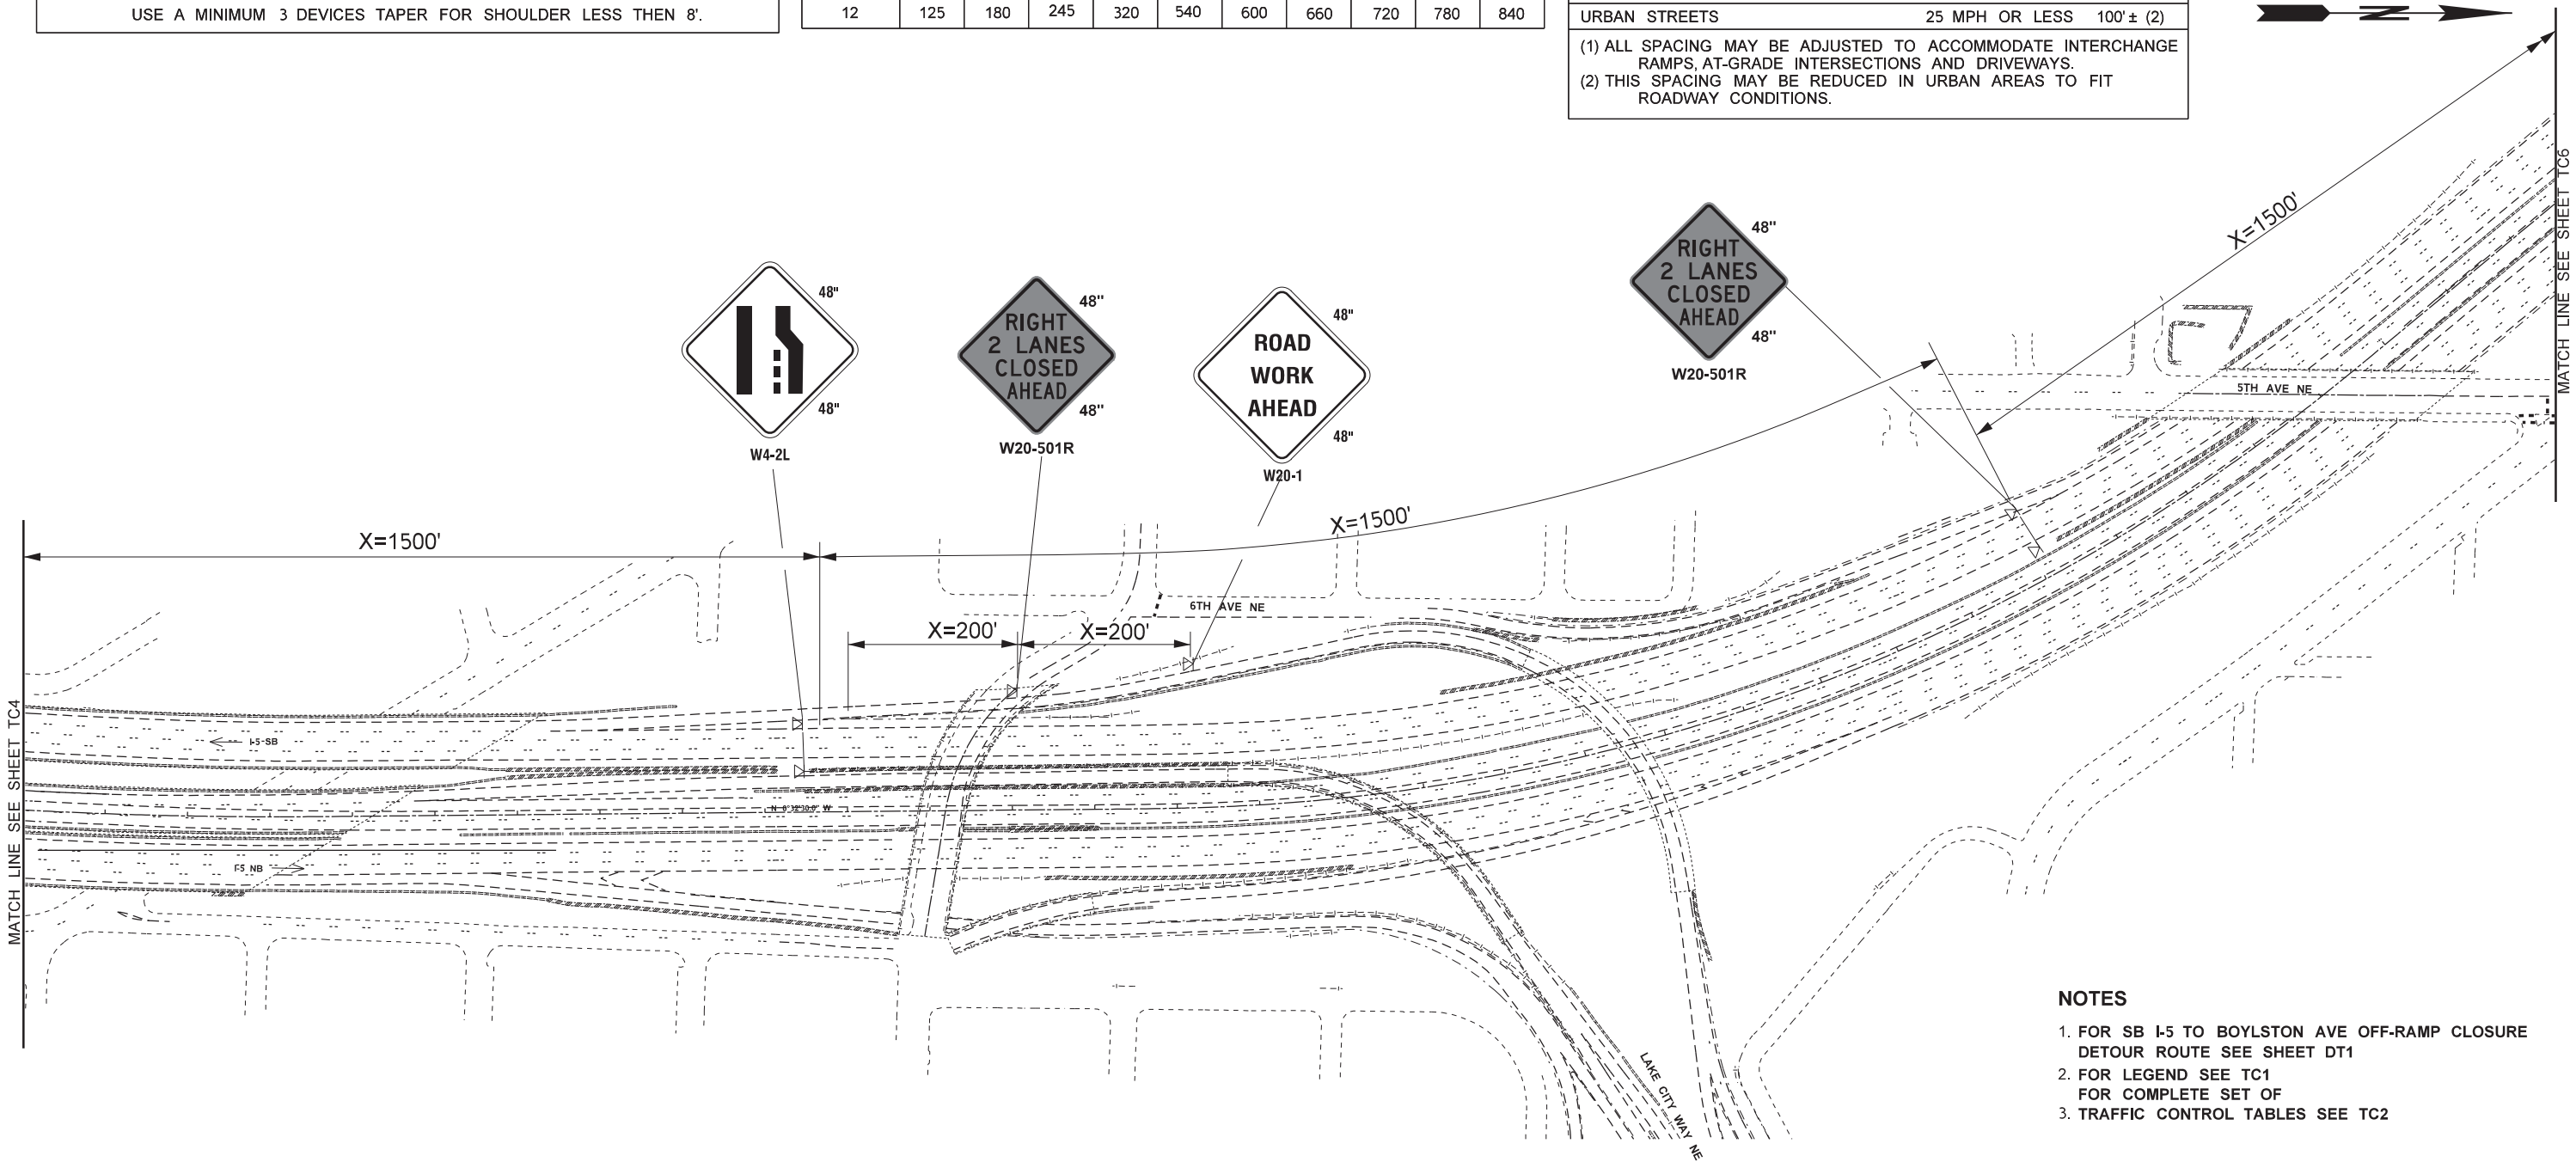 USE A MINIMUM 3 DEVICES TAPER FOR SHOULDER LESS THEN 8'.
12 125 180 245 320 540 600 660 720 780 840
URBAN STREETS 25 MPH OR LESS 100'± (2)
(1) ALL SPACING MAY BE ADJUSTED TO ACCOMMODATE INTERCHANGE
RAMPS, AT-GRADE INTERSECTIONS AND DRIVEWAYS.
(2) THIS SPACING MAY BE REDUCED IN URBAN AREAS TO FIT
ROADWAY CONDITIONS.
N
MATCH LINE SEE SHEET TC6
X=1500'
RIGHT
2 LANES
CLOSED
AHEAD
48"
48"
W20-501R
48"
48"
W4-2L
RIGHT
2 LANES
CLOSED
AHEAD
48"
48"
W20-501R
ROAD
WORK
AHEAD
48"
48"
W20-1
5TH AVE NE
X=1500'
X=1500'
6TH AVE NE
X=200'
X=200'
MATCH LINE SEE SHEET TC4
I-5 SB
I-5 NB
LAKE CITY WAY NE
NOTES
1. FOR SB I-5 TO BOYLSTON AVE OFF-RAMP CLOSURE
DETOUR ROUTE SEE SHEET DT1
2. FOR LEGEND SEE TC1
FOR COMPLETE SET OF
3. TRAFFIC CONTROL TABLES SEE TC2